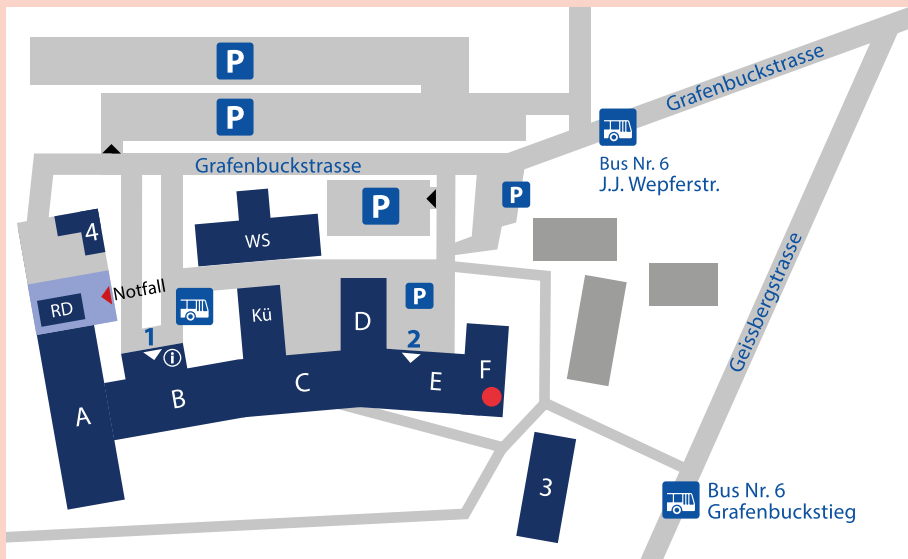 P
P
Grafenbuckstrasse
Bus Nr. 6
J.J. Wepferstr.
Grafenbuckstrasse
P
P
4
WS
Geissbergstrasse
Notfall
RD
P
Kü
D
1
i
2
F
A
B
C
E
3
Bus Nr. 6
Grafenbuckstieg